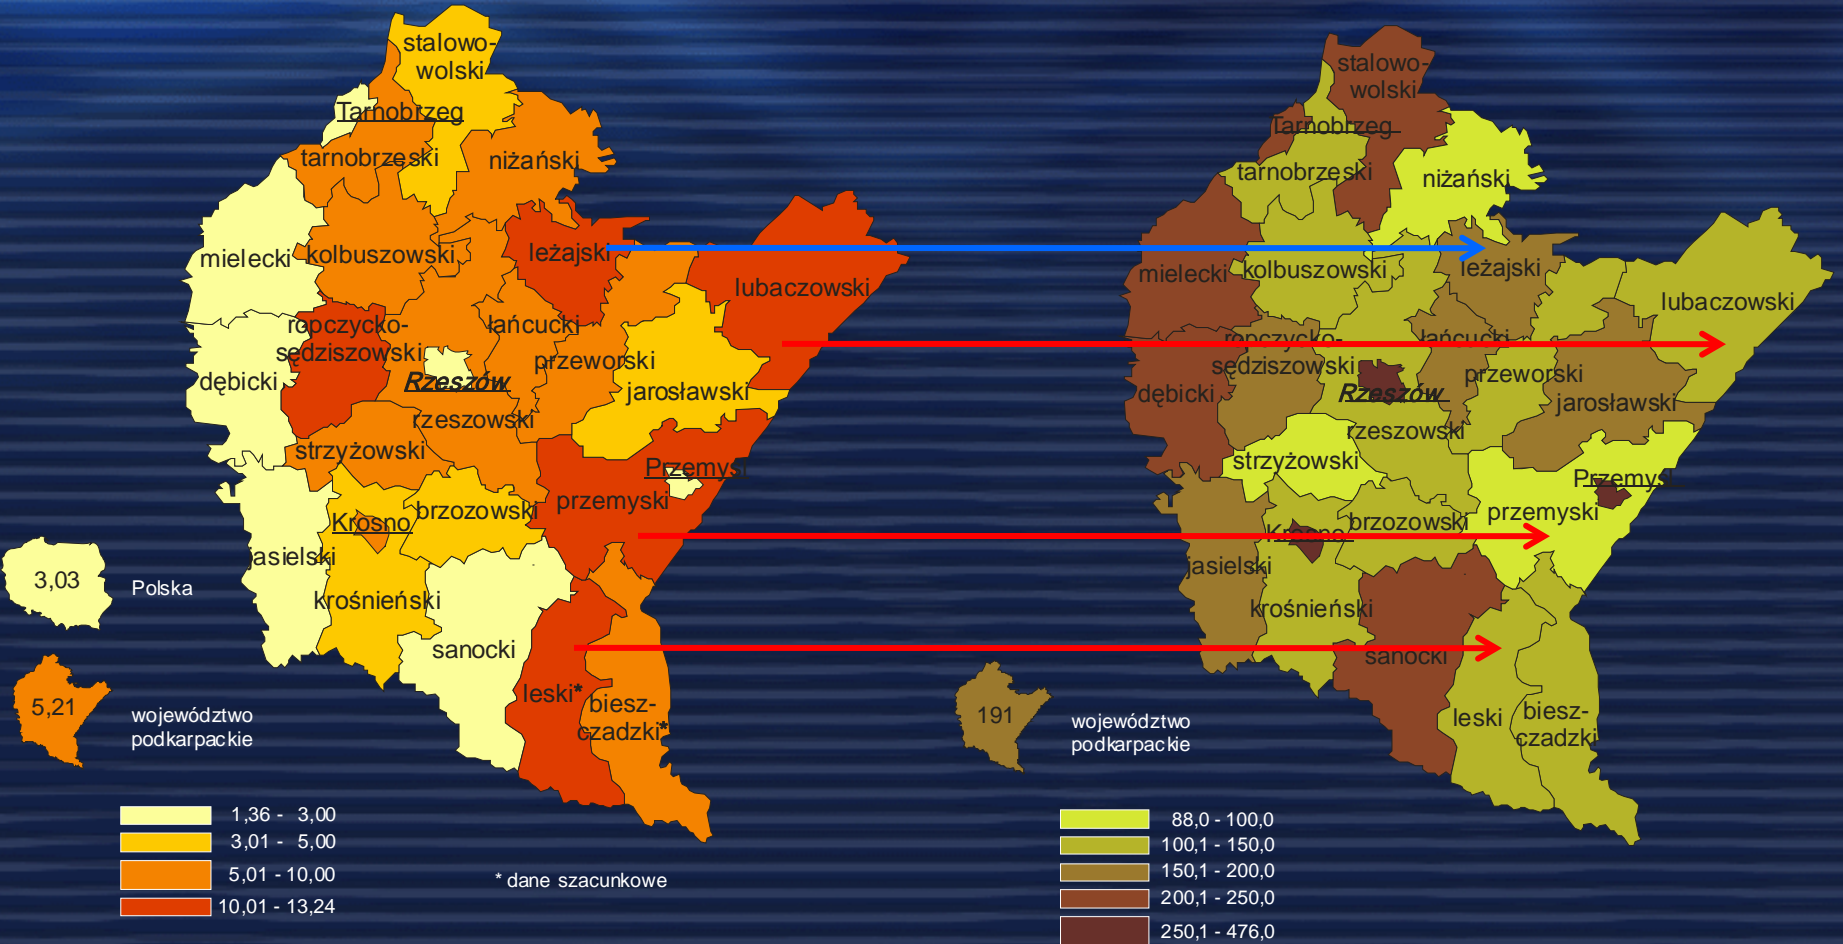 stalowo-
wolski
Tarnobrzeg
tarnobrzeski
niżański
mielecki
kolbuszowski
leżajski
lubaczowski
ropczycko-
sędziszowski
łańcucki
przeworski
dębicki
Rzeszów
jarosławski
rzeszowski
strzyżowski
Przemyśl
przemyski
Krosno
brzozowski
jasielski
krośnieński
sanocki
leski*
biesz-
czadzki*
3,03
Polska
5,21
województwo
podkarpackie
1,36 - 3,00
3,01 - 5,00
5,01 - 10,00
10,01 - 13,24
* dane szacunkowe
stalowo-
wolski
Tarnobrzeg
tarnobrzeski
niżański
mielecki
kolbuszowski
leżajski
lubaczowski
ropczycko-
sędziszowski
łańcucki
przeworski
dębicki
Rzeszów
jarosławski
rzeszowski
strzyżowski
Przemyśl
przemyski
Krosno
brzozowski
jasielski
krośnieński
sanocki
leski
biesz-
czadzki
191
województwo
podkarpackie
88,0 - 100,0
100,1 - 150,0
150,1 - 200,0
200,1 - 250,0
250,1 - 476,0